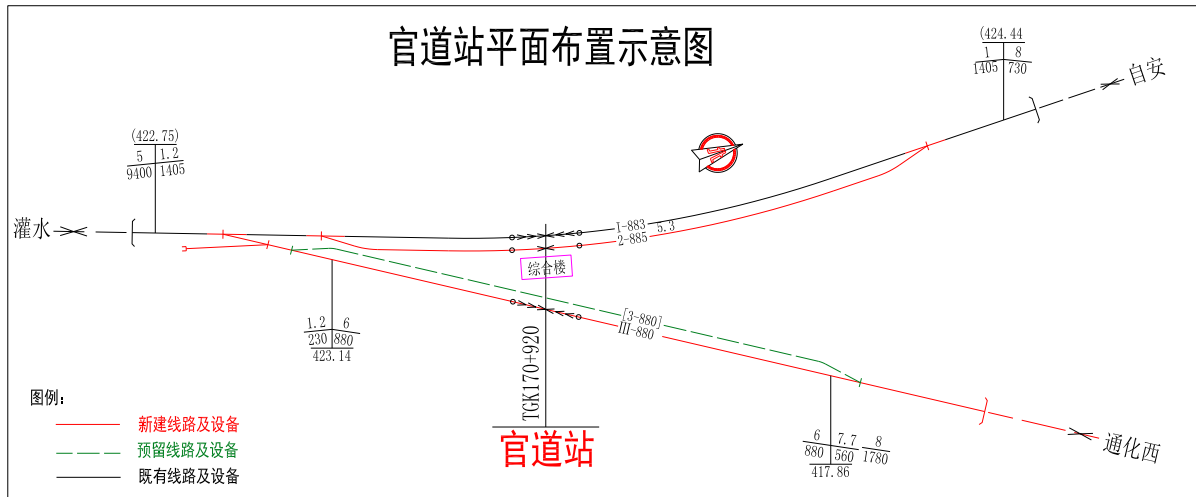 官道站平面布置示意图
(424.44
1 8
1405 730
自安
(422.75)
5 1.2
9400 1405
灌水
I-883 5.3
2-885
综合楼
[3-880]
III-880
1.2 6
230 880
423.14
TGK170+920
官道站
6 7.7 8
880 560 1780
417.86
通化西
图例:
新建线路及设备
预留线路及设备
既有线路及设备